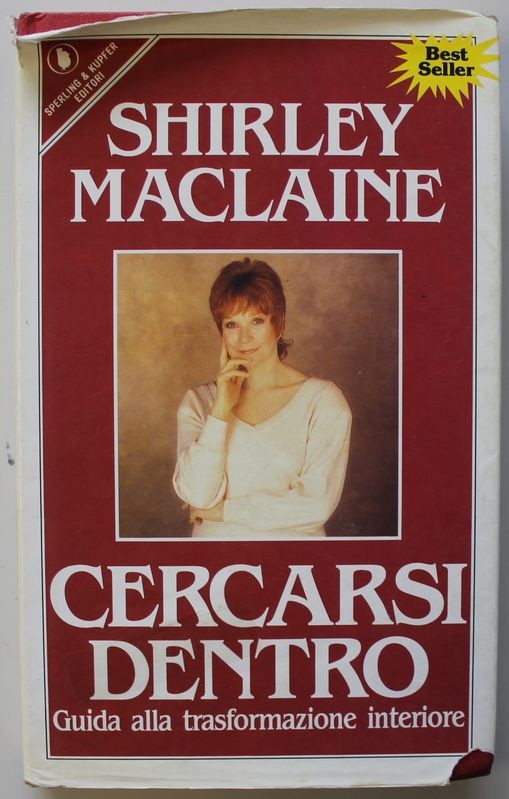 SPERLING & KUPFER
EDITORI
Best
Seller
SHIRLEY
MACLAINE
CERCARSI
DENTRO
Guida alla trasformazione interiore